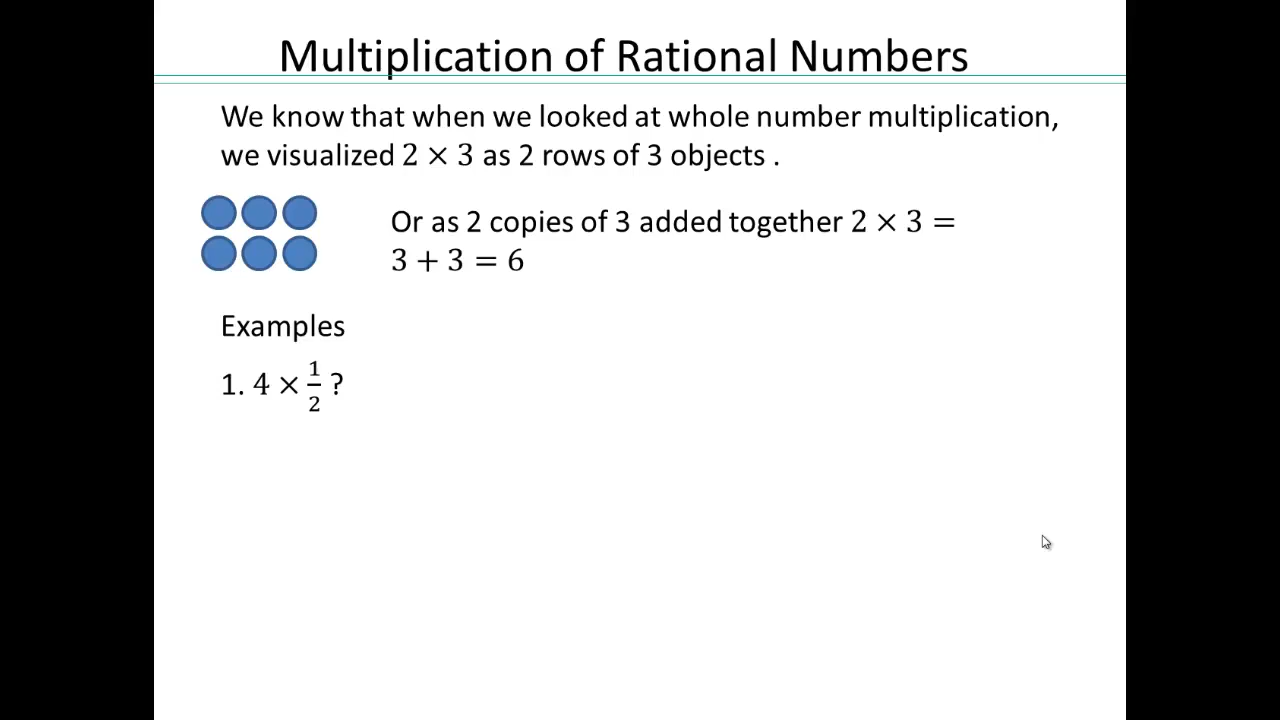 Multiplication of Rational Numbers
We know that when we looked at whole number multiplication,
we visualized 2 × 3 as 2 rows of 3 objects .
Or as 2 copies of 3 added together 2 × 3 =
3 + 3 = 6
Examples
1. 4 × 1/2 ?